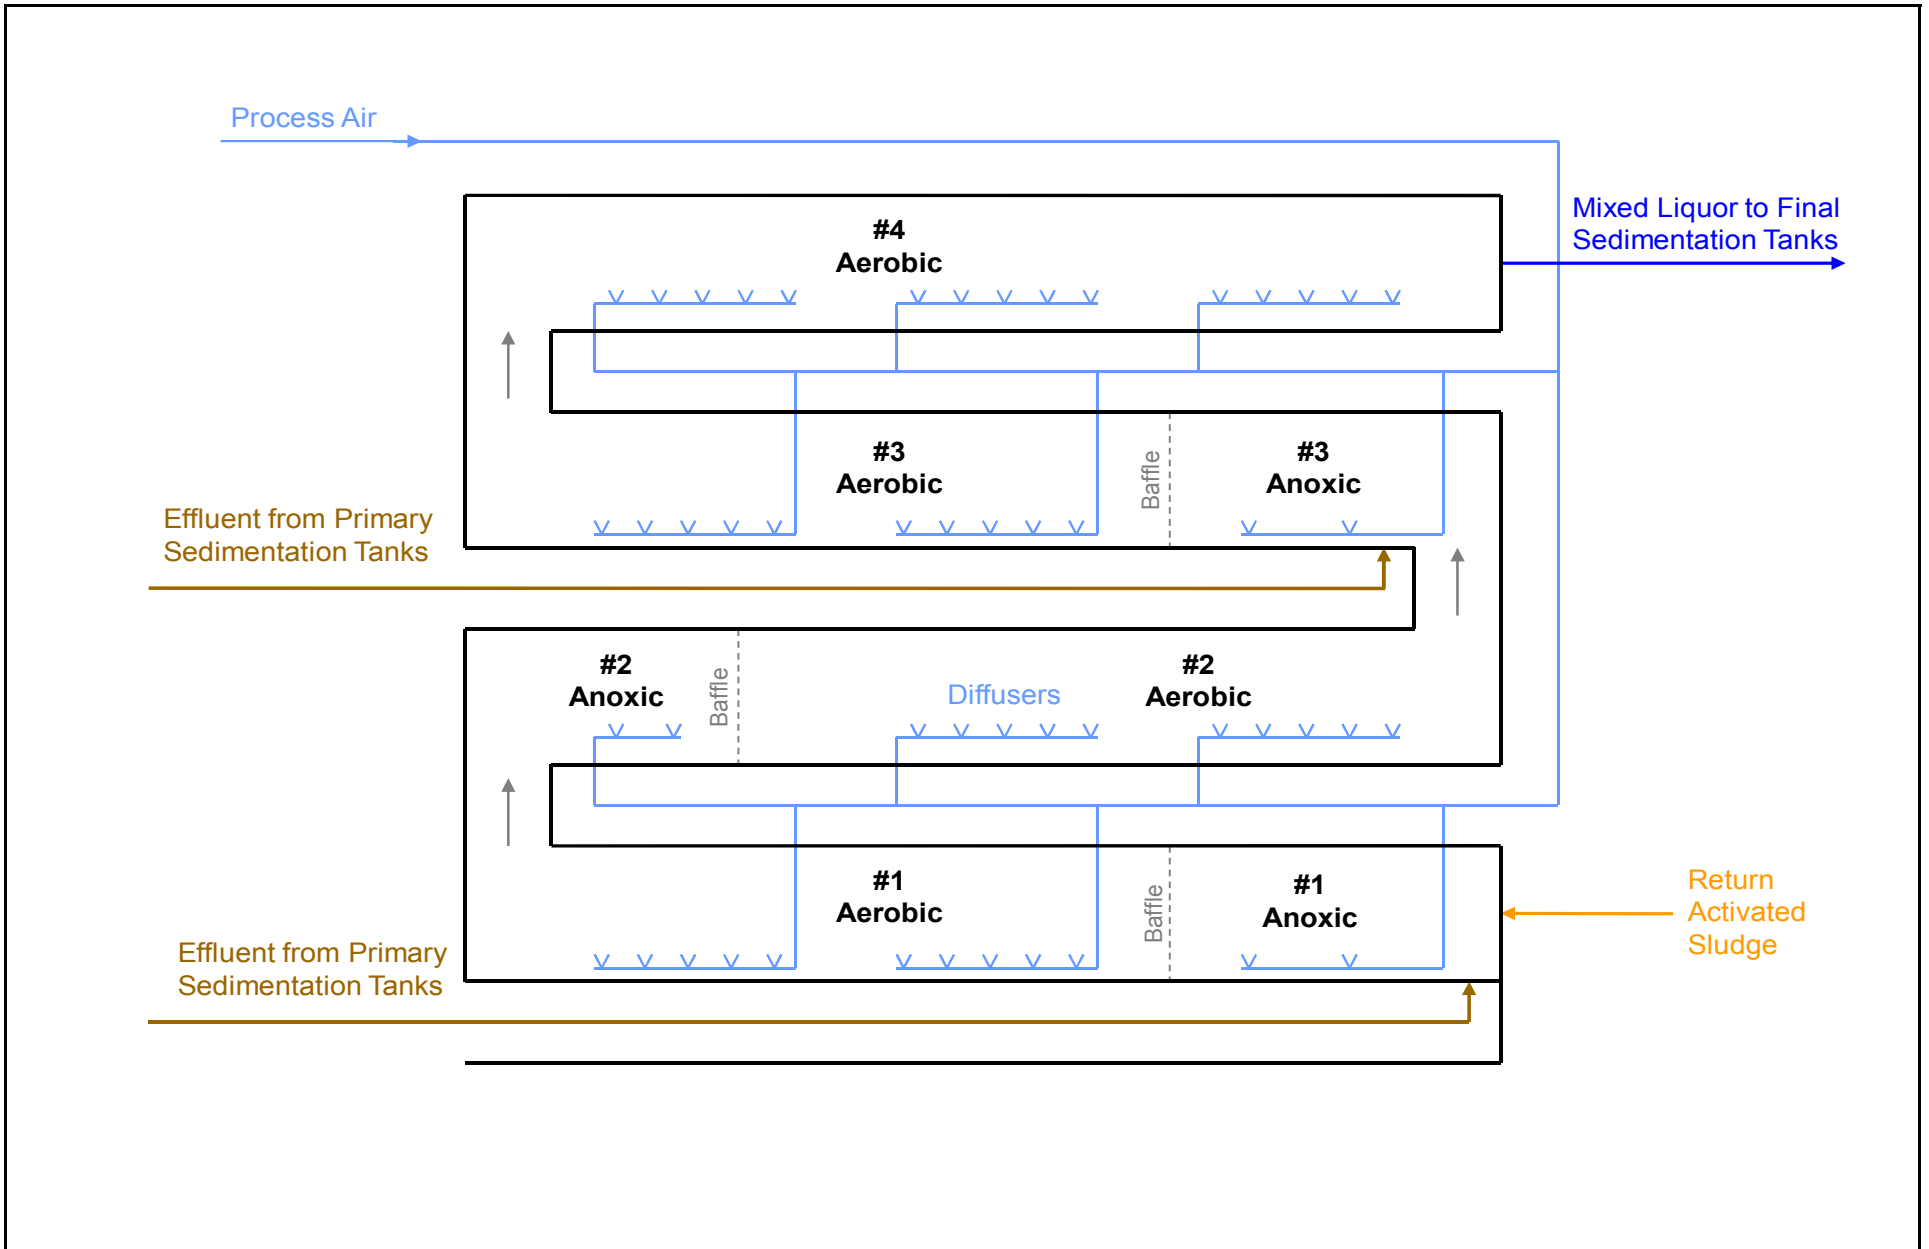 Process Air
Mixed Liquor to Final
Sedimentation Tanks
#4
Aerobic
#3
Aerobic
Baffle
#3
Anoxic
Effluent from Primary
Sedimentation Tanks
#2
Anoxic
Baffle
Diffusers
#2
Aerobic
#1
Aerobic
Baffle
#1
Anoxic
Return
Activated
Sludge
Effluent from Primary
Sedimentation Tanks